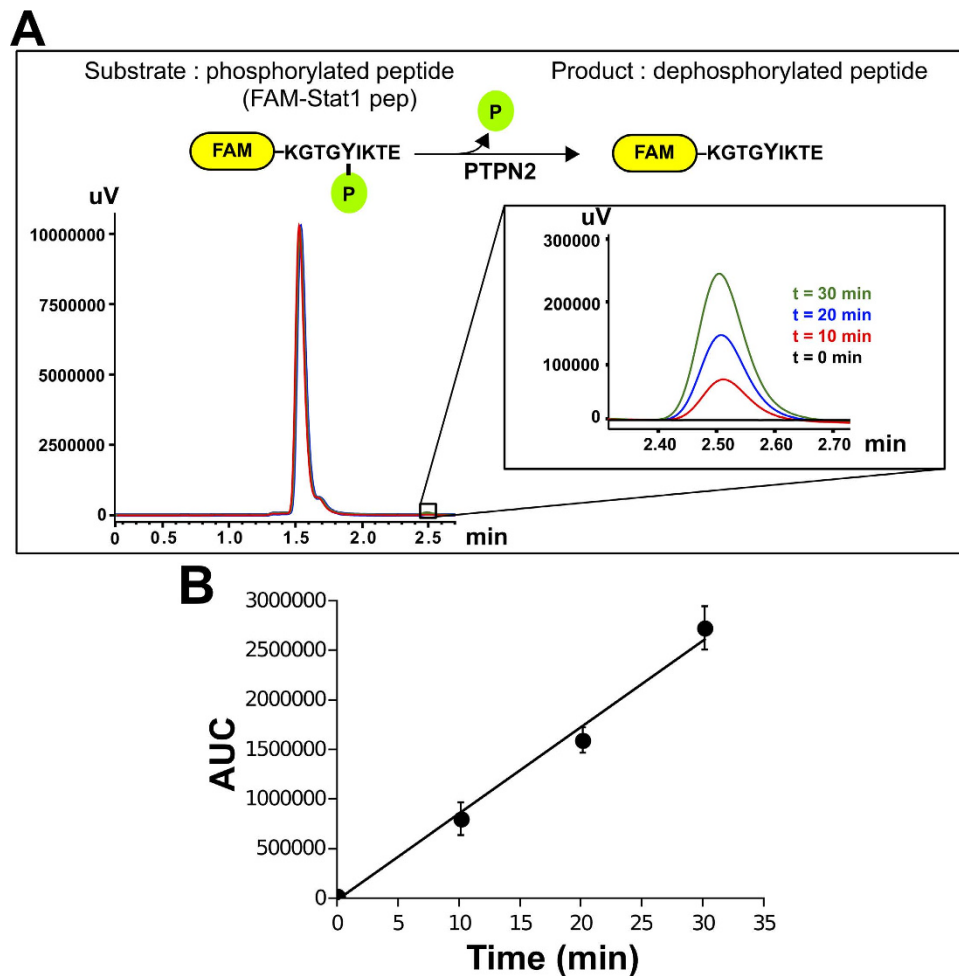 A
Substrate : phosphorylated peptide
(FAM-Stat1 pep)
Product : dephosphorylated peptide
P
FAM -KGTGYIKTE
P
PTPN2
FAM -KGTGYIKTE
uV
10000000
7500000
5000000
2500000
0
0 0.5 1.0 1.5 2.0 2.5 min
uV
300000
200000
100000
0
t = 30 min
t = 20 min
t = 10 min
t = 0 min
2.40 2.50 2.60 2.70 min
B
AUC
3000000
2500000
2000000
1500000
1000000
500000
0
0 5 10 15 20 25 30 35
Time (min)